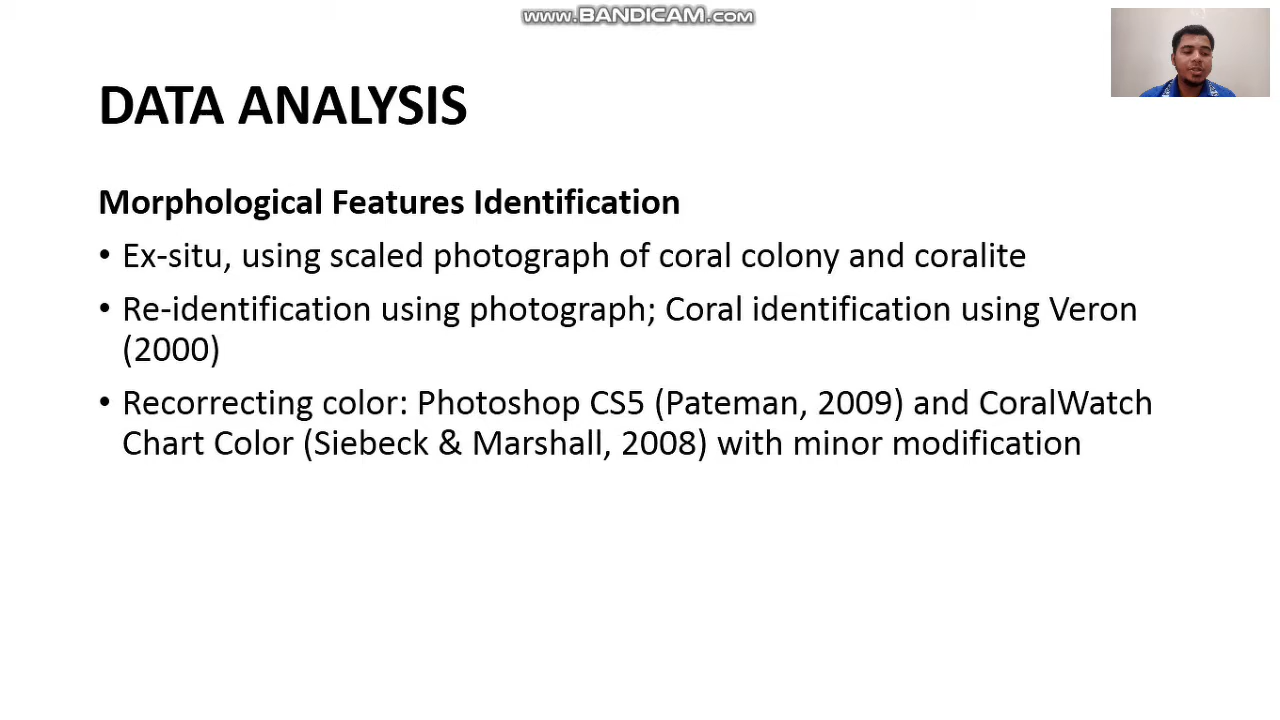 www.BANDICAM.com
DATA ANALYSIS
Morphological Features Identification
• Ex-situ, using scaled photograph of coral colony and coralite
• Re-identification using photograph; Coral identification using Veron
(2000)
• Recorrecting color: Photoshop CS5 (Pateman, 2009) and CoralWatch
Chart Color (Siebeck & Marshall, 2008) with minor modification